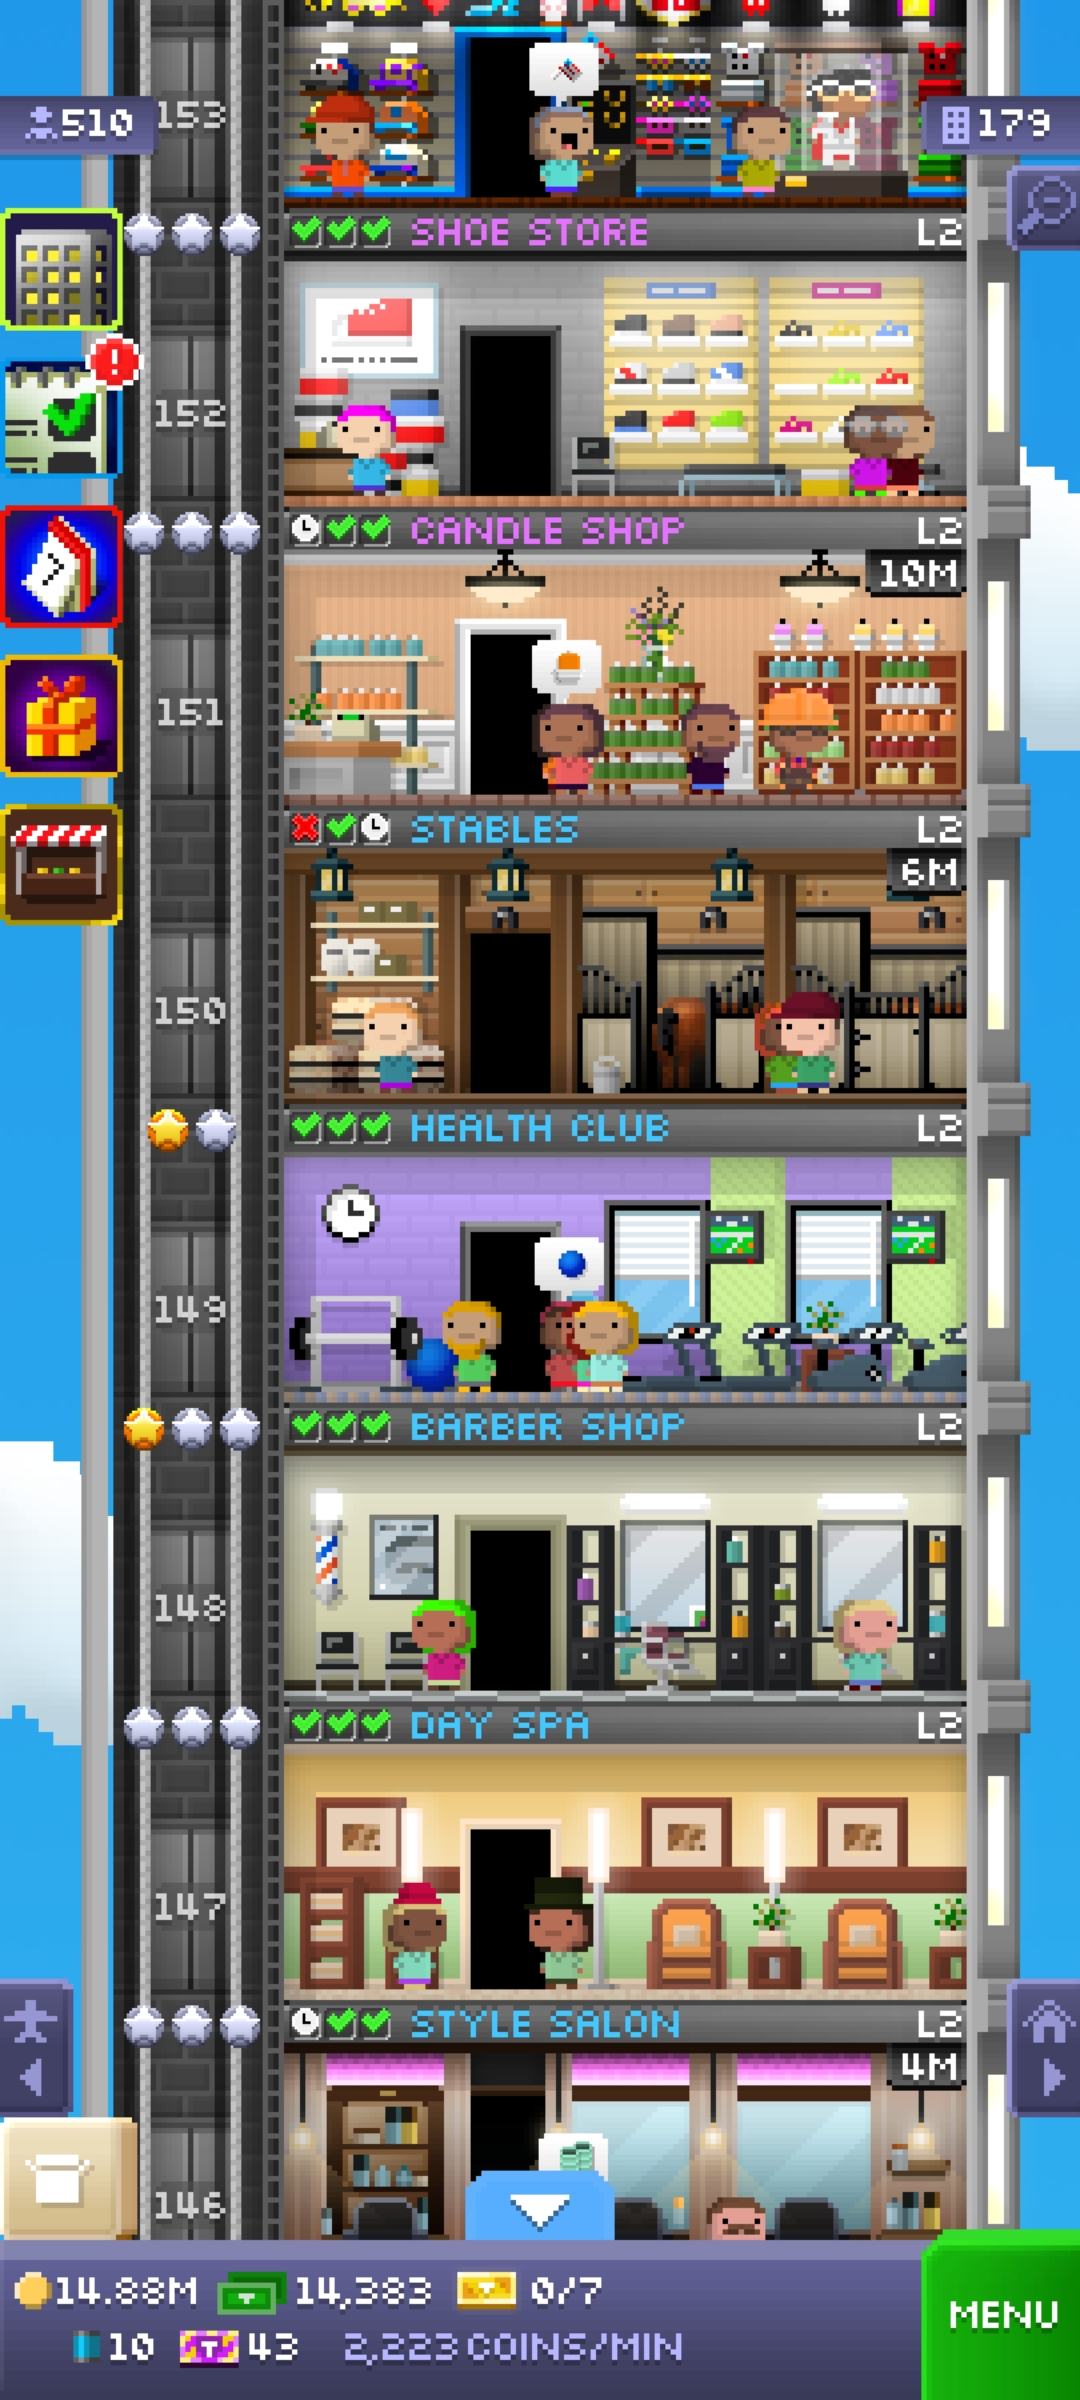 510
153
179
SHOE STORE L2
152
CANDLE SHOP L2
10M
7
151
STABLES L2
6M
150
HEALTH CLUB L2
149
BARBER SHOP L2
148
DAY SPA L2
147
STYLE SALON L2
4M
146
14.88M 14,383 0/7
10 T 43 2,223 COINS/MIN
MENU